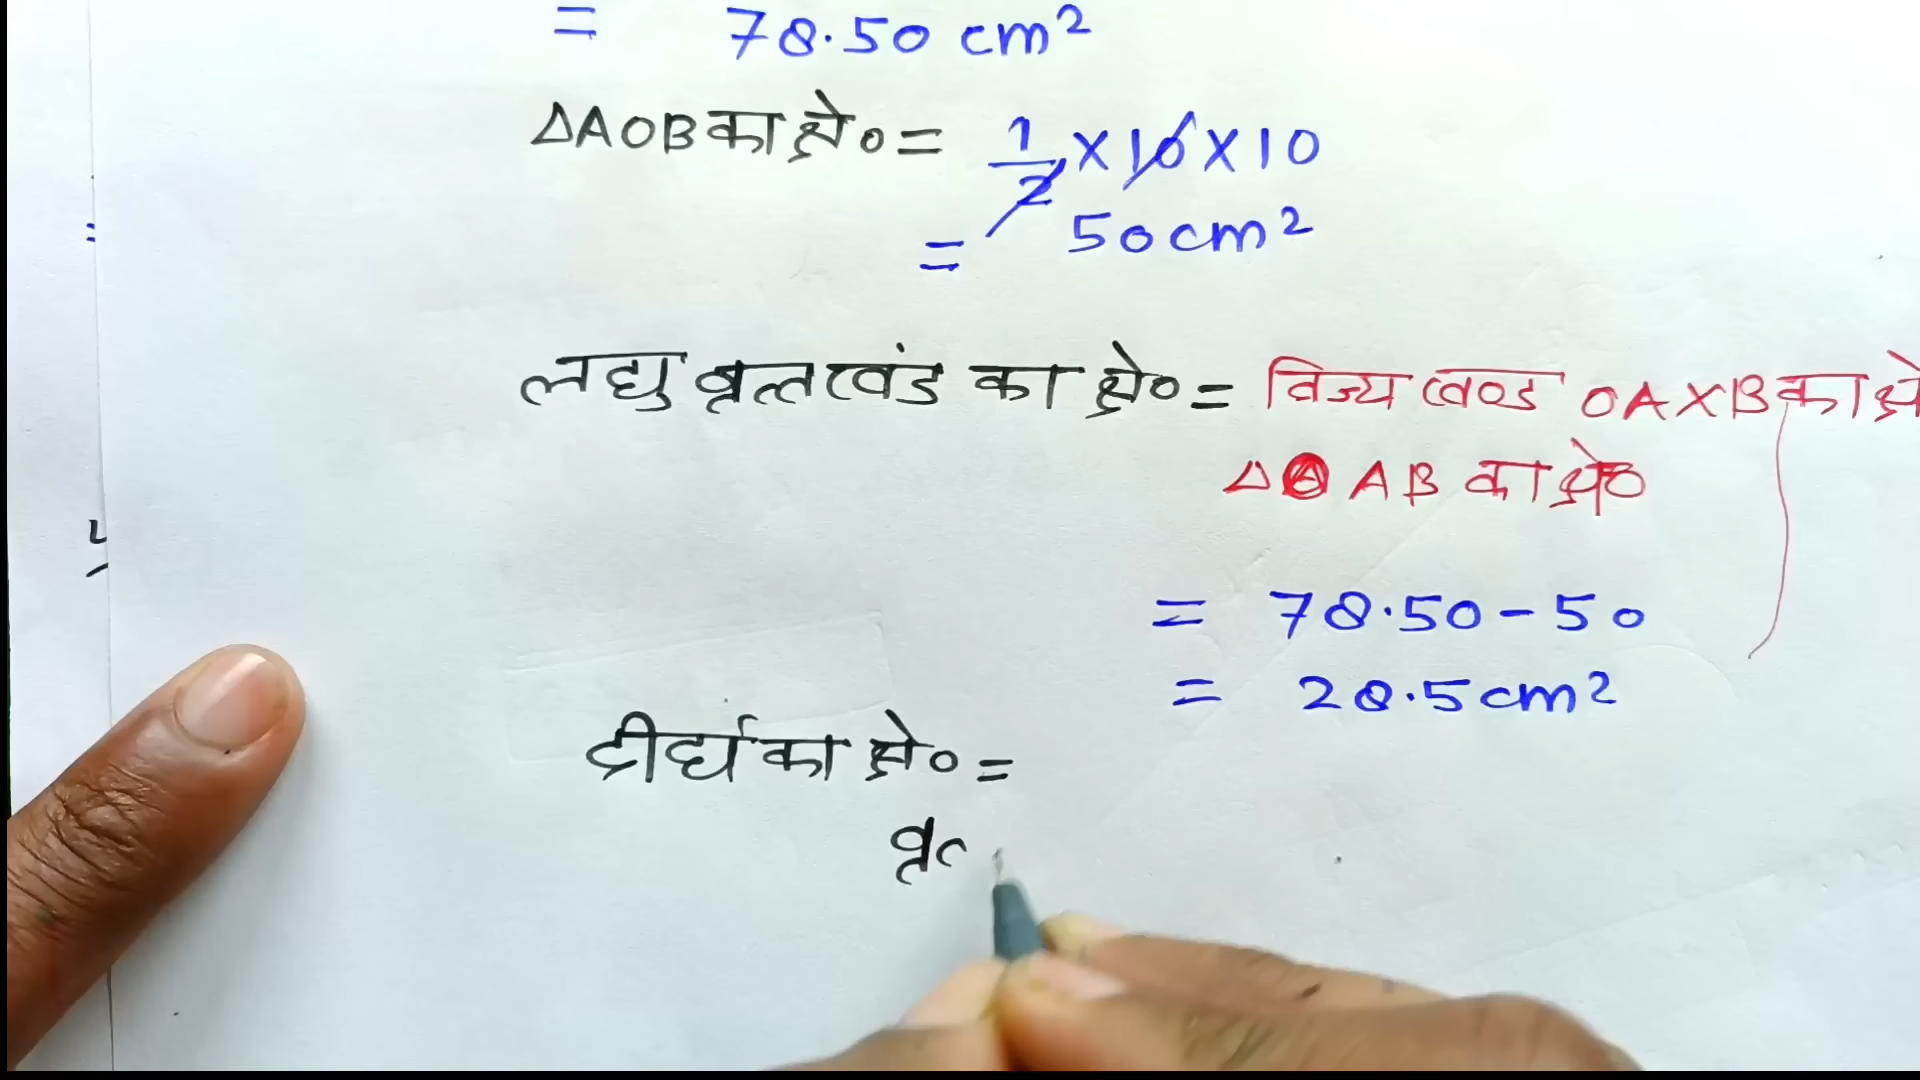 = 78.50 cm²
ΔAOB का क्षे० = 1/2 × 10 × 10
= 50 cm²
लघु वृत्तखंड का क्षे० = त्रिज्य खण्ड OAXB का क्षे
Δ OAB का क्षे०
= 78.50 - 50
= 28.5 cm²
दीर्घ का क्षे० =